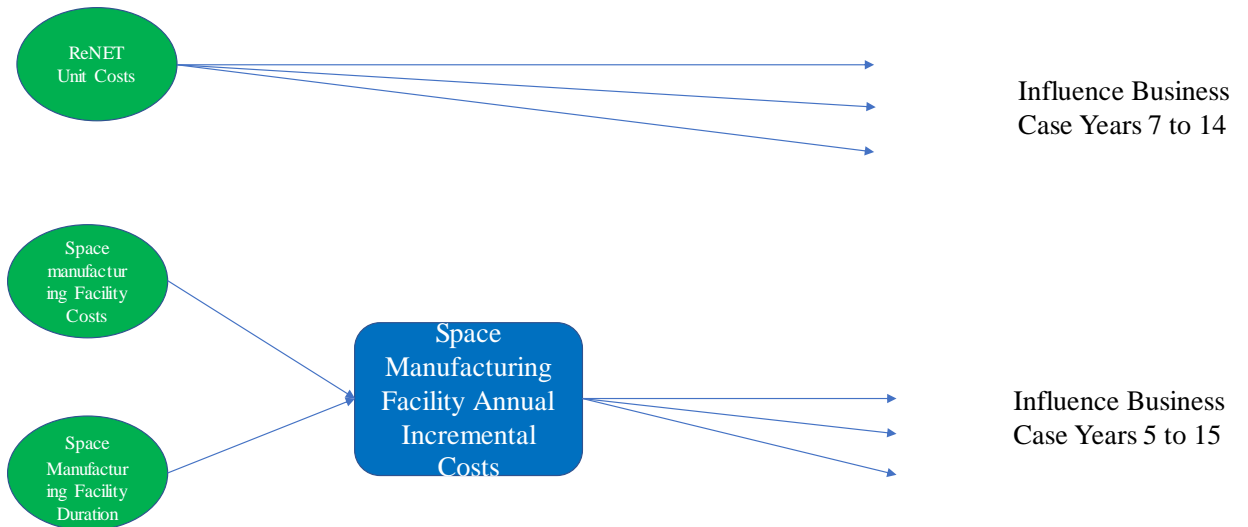 ReNET
Unit Costs
Influence Business
Case Years 7 to 14
Space
manufactur
ing Facility
Costs
Space
Manufacturing
Facility Annual
Incremental
Costs
Influence Business
Case Years 5 to 15
Space
Manufactur
ing Facility
Duration